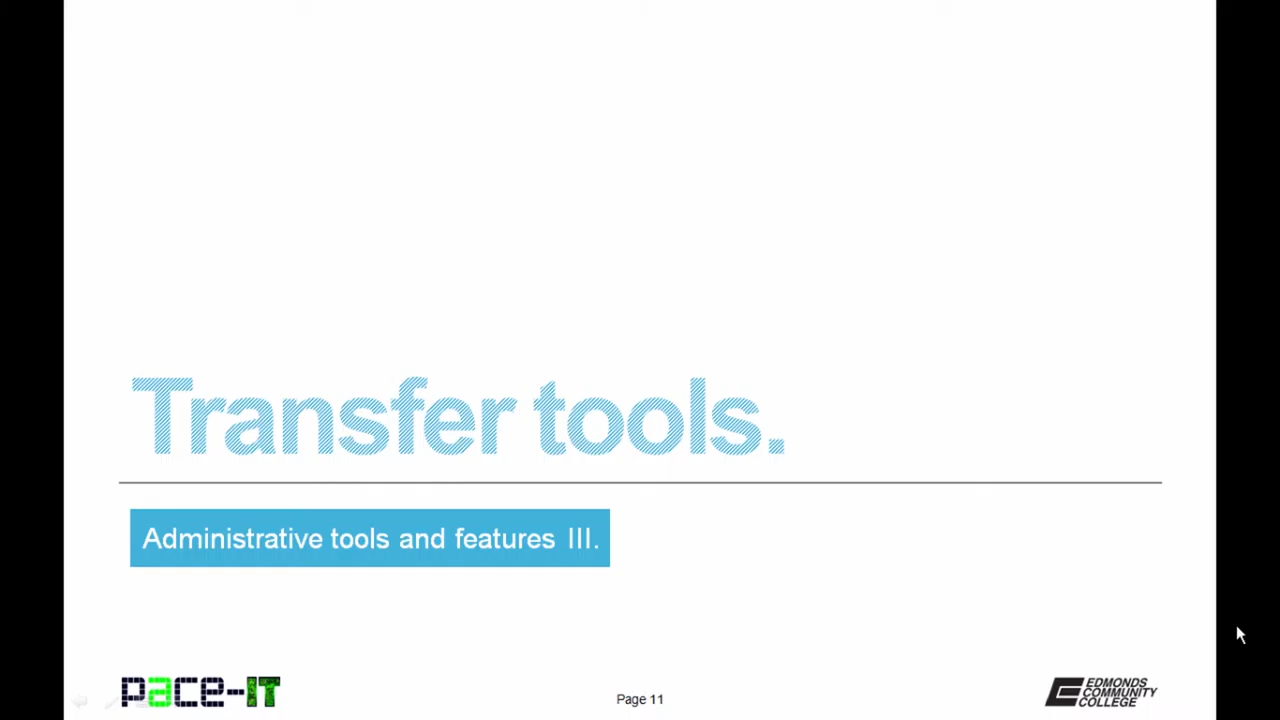 Transfer tools.
Administrative tools and features III.
pace-IT
Page 11
EDMONDS
COMMUNITY
COLLEGE